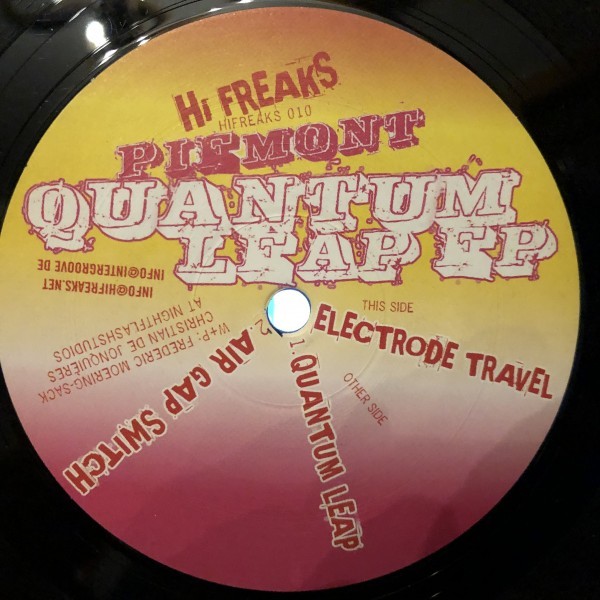 Hi FREAKS
HIFREAKS 010
PIEMONT
QUANTUM
LEAP EP
INFO@HIFREAKS.NET
INFO@INTERGROOVE DE
THIS SIDE
ELECTRODE TRAVEL
OTHER SIDE
1. QUANTUM LEAP
2. AIR GAP SWITCH
W+P: FREDERIC MOERING-SACK
CHRISTIAN DE JONQUIÈRES
AT NIGHTFLASHSTUDIOS